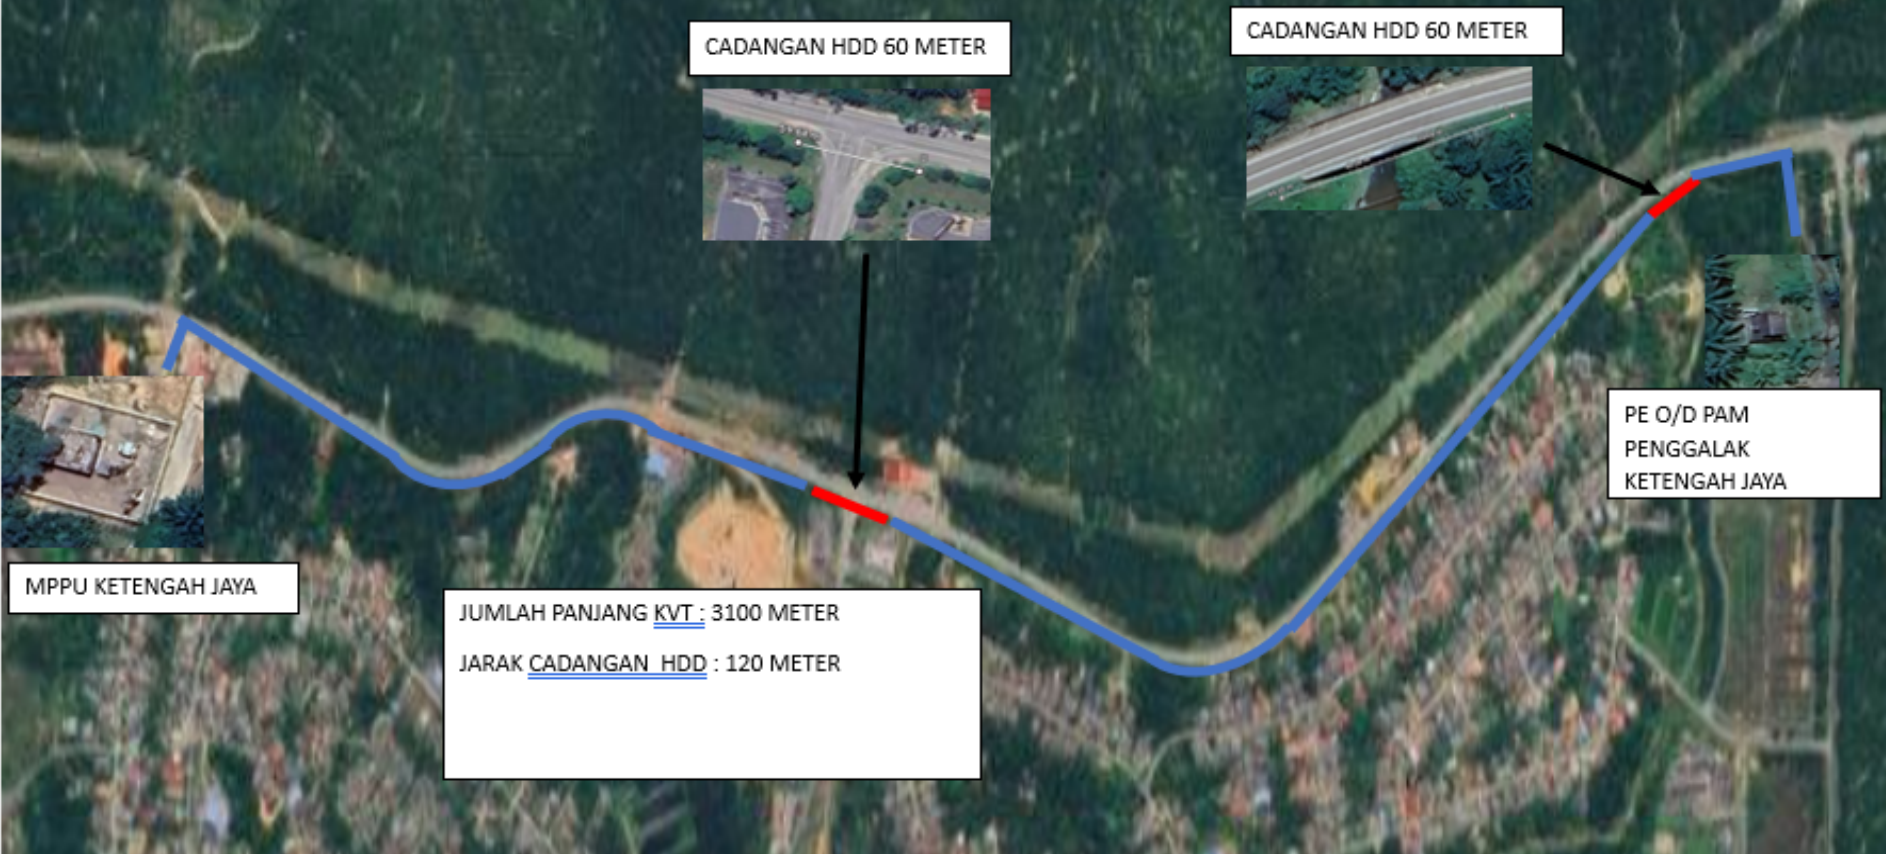 CADANGAN HDD 60 METER
CADANGAN HDD 60 METER
PE O/D PAM
PENGGALAK
KETENGAH JAYA
MPPU KETENGAH JAYA
JUMLAH PANJANG KVT : 3100 METER
JARAK CADANGAN HDD : 120 METER